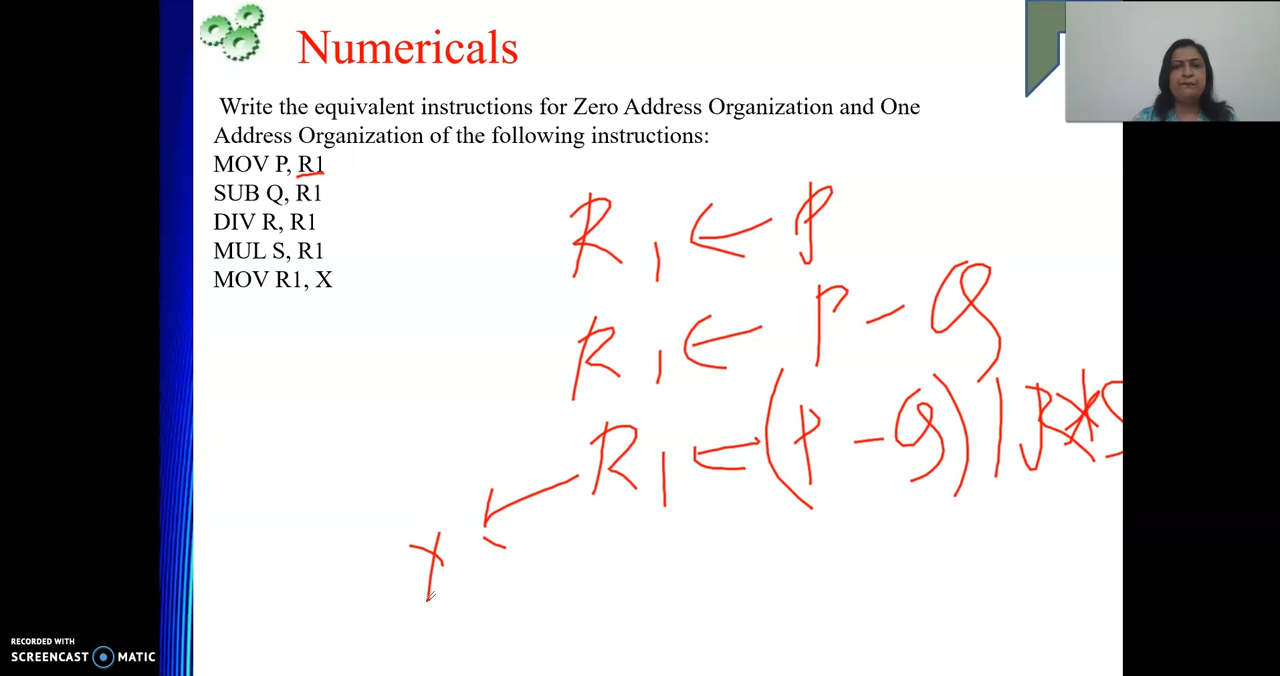 Numericals
Write the equivalent instructions for Zero Address Organization and One
Address Organization of the following instructions:
MOV P, R1
SUB Q, R1
DIV R, R1
MUL S, R1
MOV R1, X
R1 ← P
R1 ← P - Q
R1 ← (P - Q) | R * S
X
RECORDED WITH
SCREENCAST MATIC